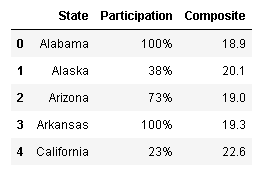 State Participation Composite
0 Alabama 100% 18.9
1 Alaska 38% 20.1
2 Arizona 73% 19.0
3 Arkansas 100% 19.3
4 California 23% 22.6